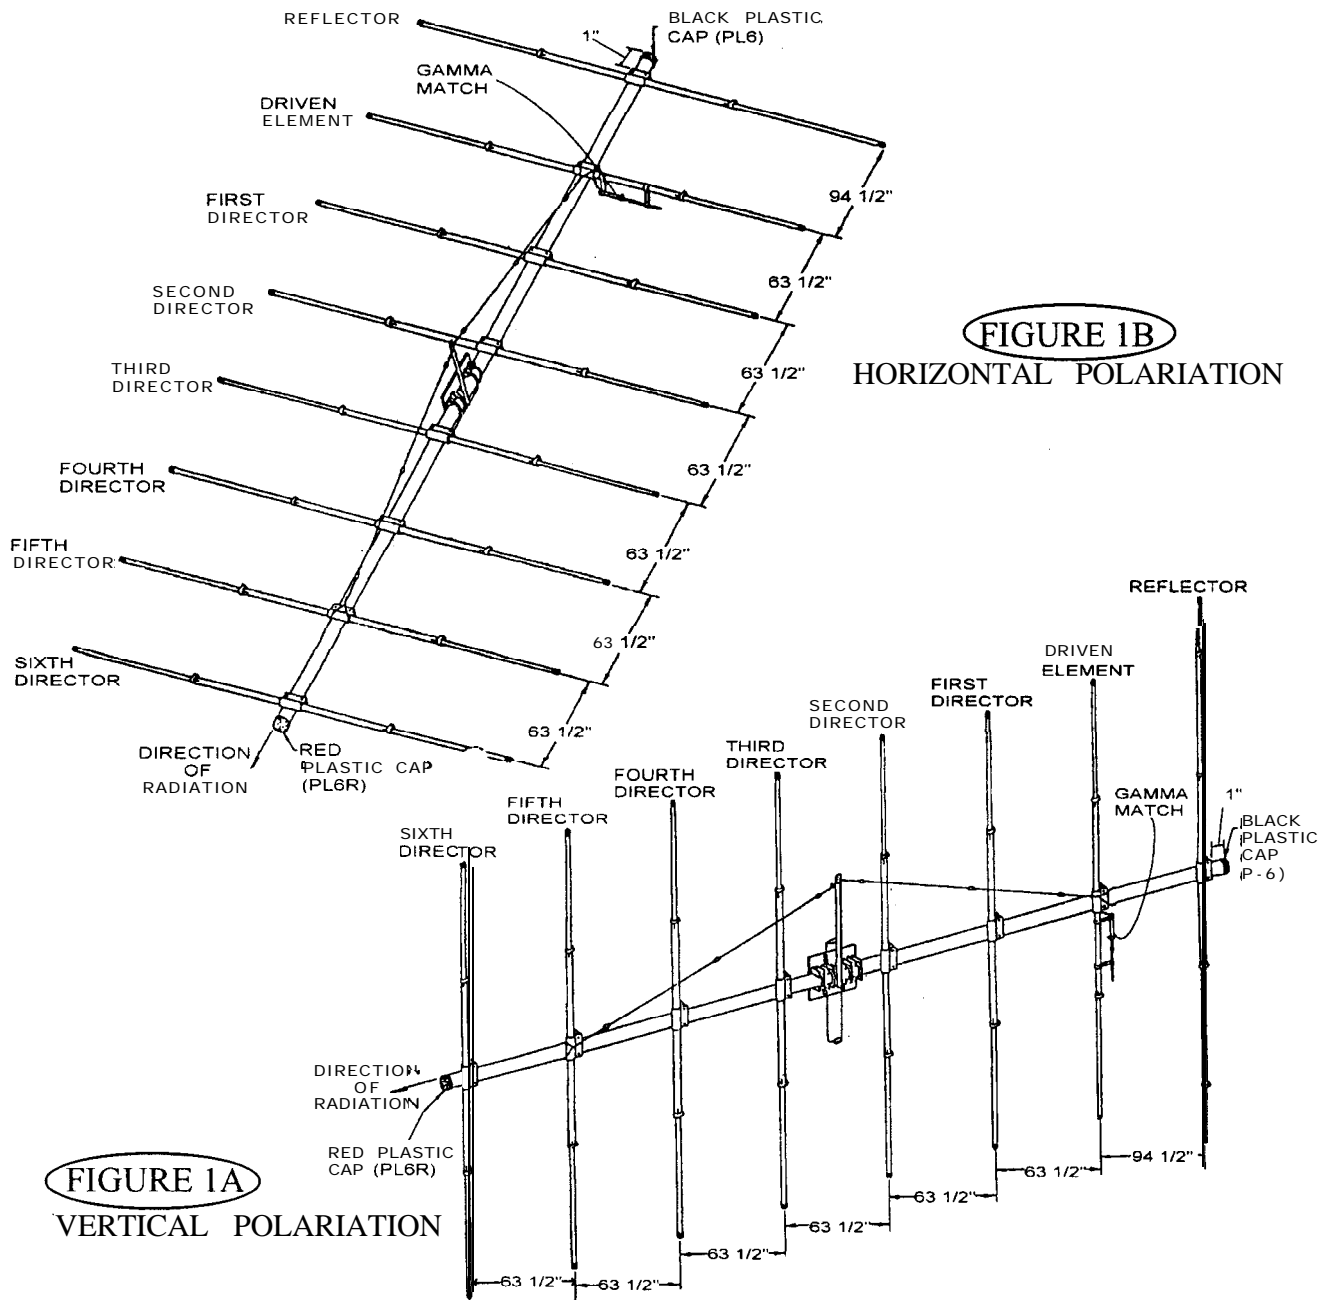 REFLECTOR
1"
BLACK PLASTIC
CAP (PL6)
GAMMA
MATCH
DRIVEN
ELEMENT
94 1/2"
FIRST
DIRECTOR
63 1/2"
SECOND
DIRECTOR
63 1/2"
THIRD
DIRECTOR
63 1/2"
FOURTH
DIRECTOR
63 1/2"
FIFTH
DIRECTOR
63 1/2"
SIXTH
DIRECTOR
63 1/2"
DIRECTION
OF
RADIATION
RED
PLASTIC CAP
(PL6R)
FIGURE 1B
HORIZONTAL POLARIATION
REFLECTOR
DRIVEN
ELEMENT
FIRST
DIRECTOR
SECOND
DIRECTOR
THIRD
DIRECTOR
FOURTH
DIRECTOR
FIFTH
DIRECTOR
SIXTH
DIRECTOR
GAMMA
MATCH
1"
BLACK
PLASTIC
CAP
(P-6)
DIRECTION
OF
RADIATION
RED PLASTIC
CAP (PL6R)
94 1/2"
63 1/2"
63 1/2"
63 1/2"
63 1/2"
63 1/2"
63 1/2"
FIGURE 1A
VERTICAL POLARIATION